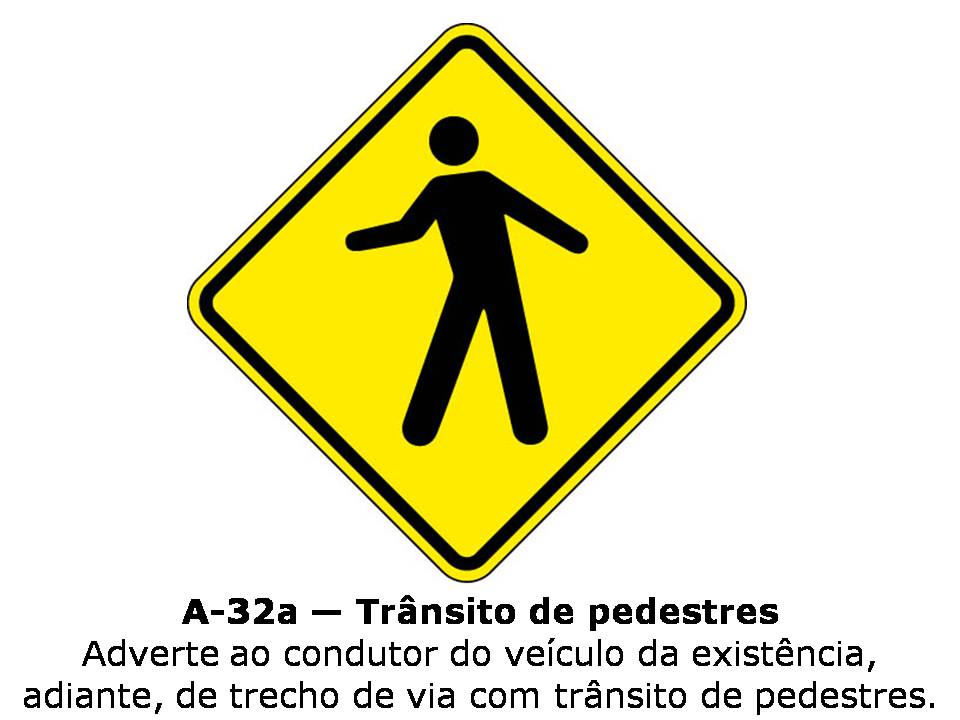 A-32a — Trânsito de pedestres
Adverte ao condutor do veículo da existência,
adiante, de trecho de via com trânsito de pedestres.